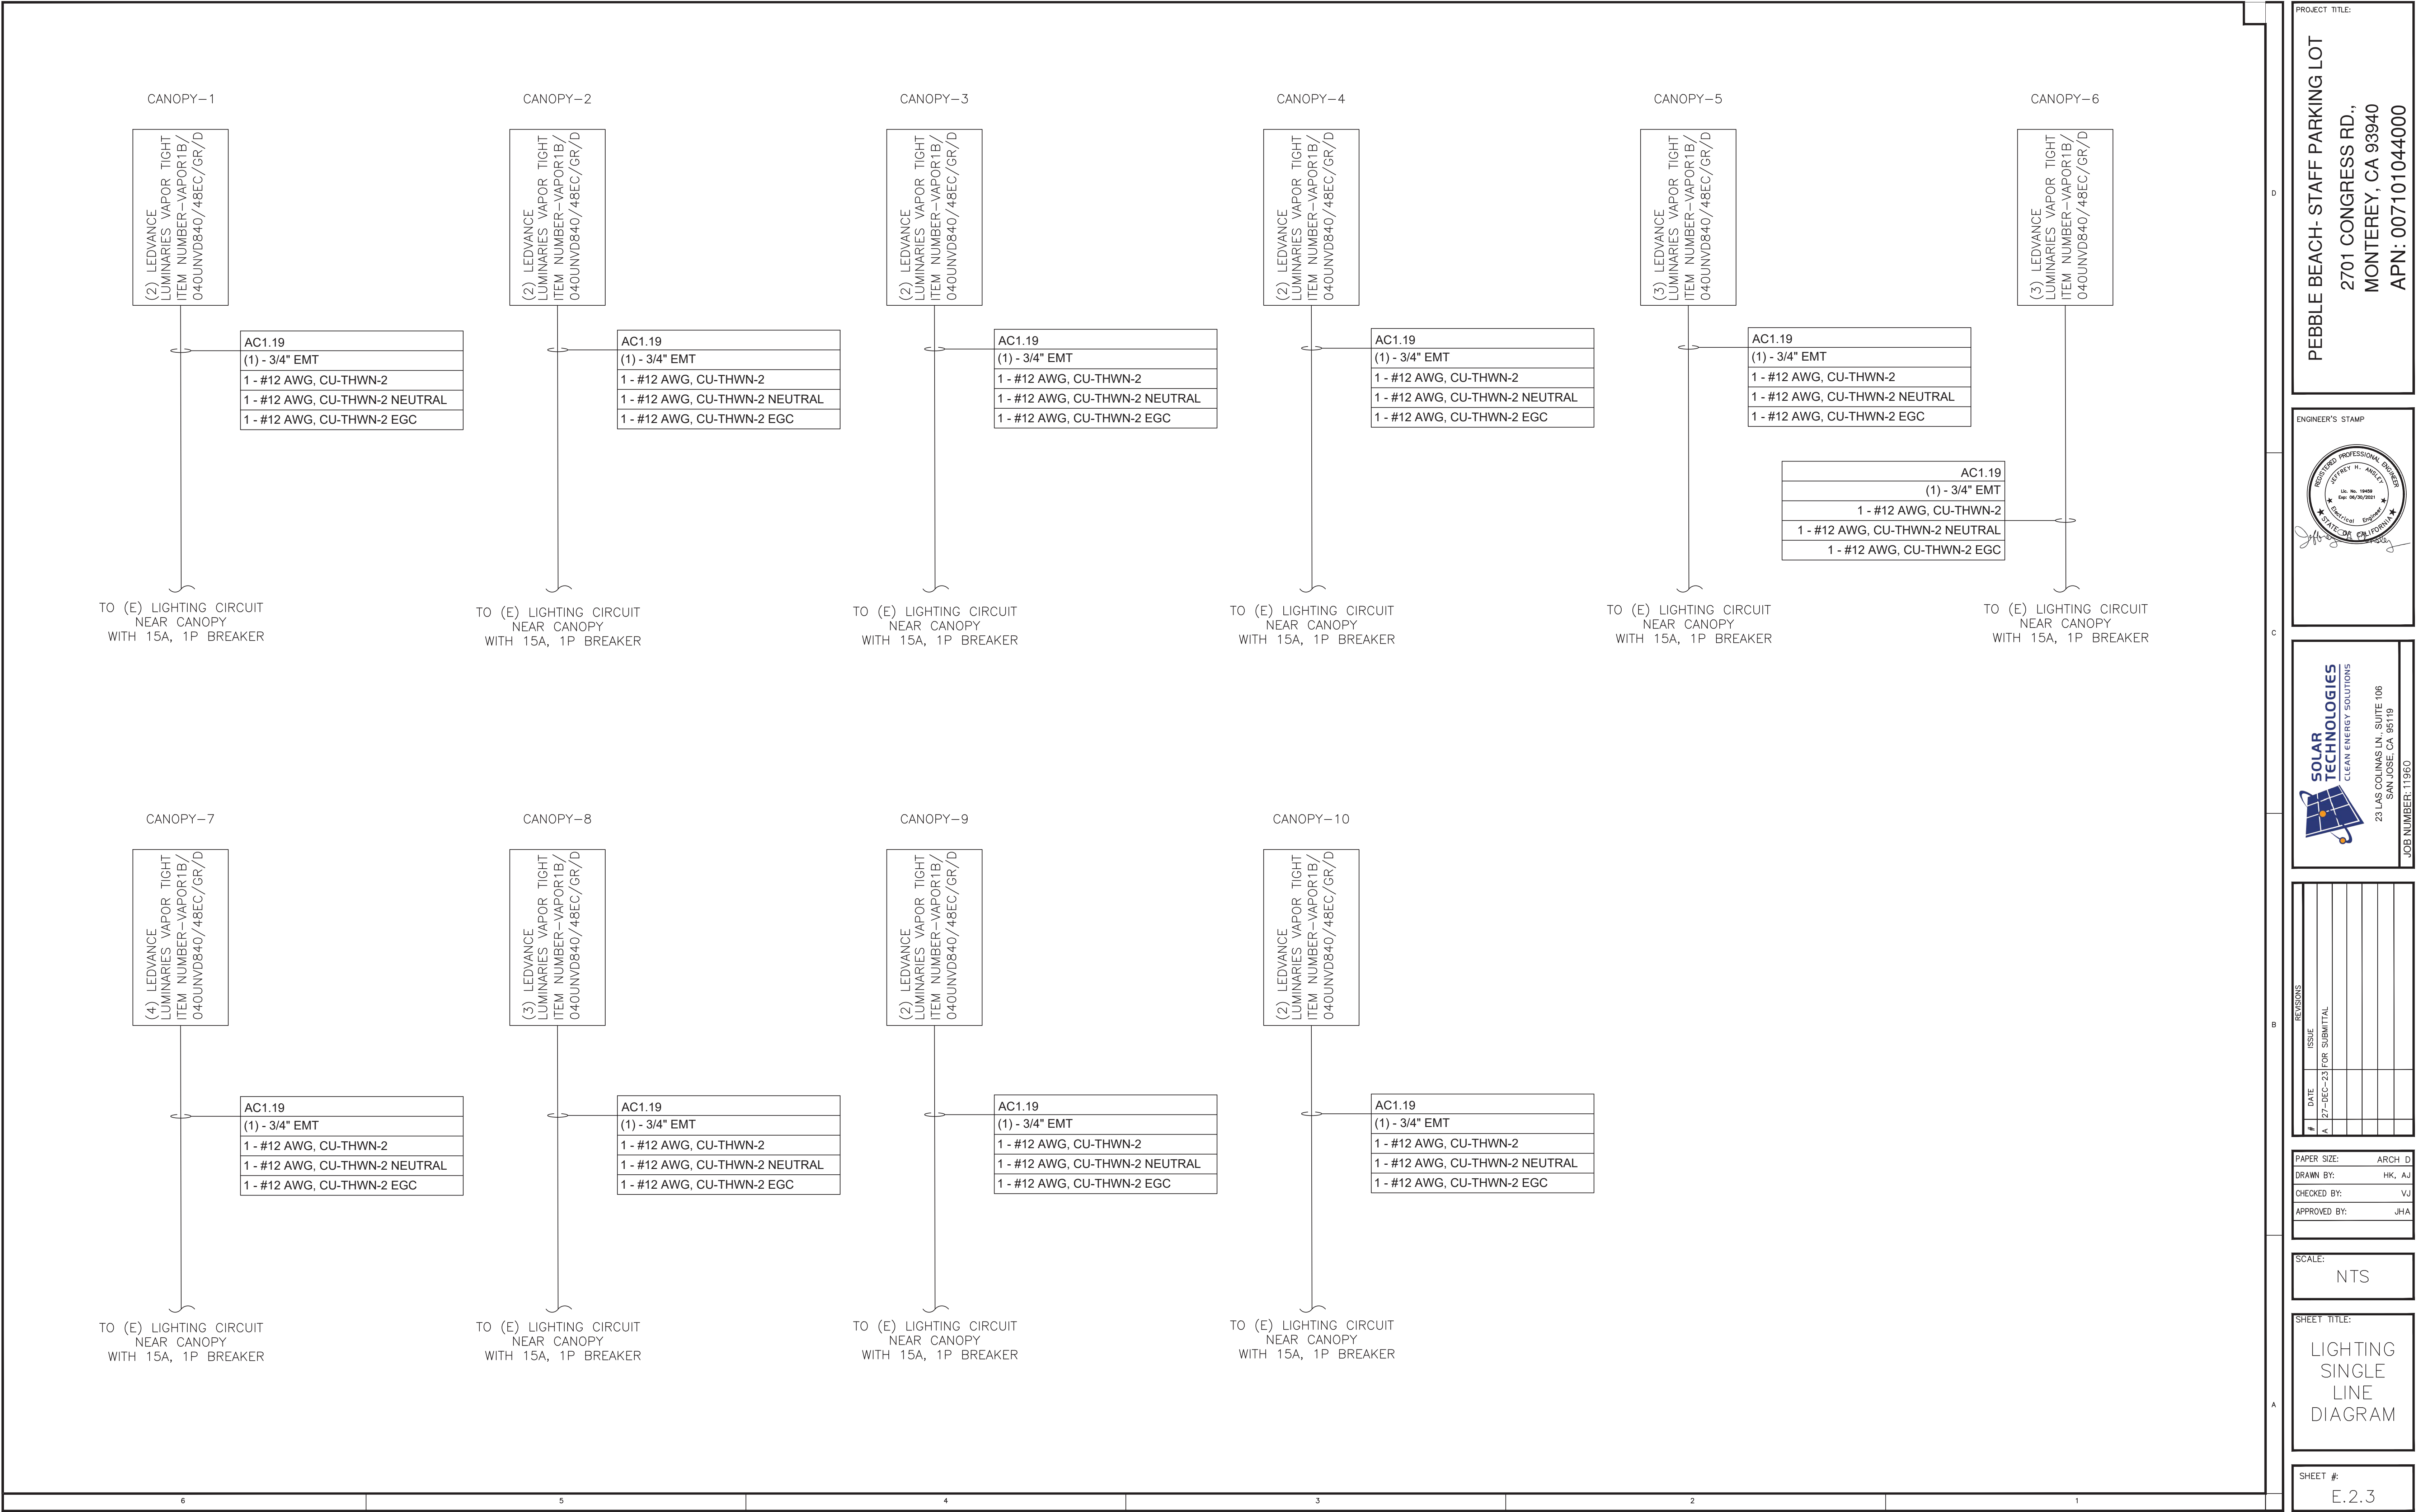 CANOPY-1
(2) LEDVANCE
LUMINARIES VAPOR TIGHT
ITEM NUMBER-VAPOR1B/
040UNVD840/48EC/GR/D
AC1.19
(1) - 3/4" EMT
1 - #12 AWG, CU-THWN-2
1 - #12 AWG, CU-THWN-2 NEUTRAL
1 - #12 AWG, CU-THWN-2 EGC
TO (E) LIGHTING CIRCUIT
NEAR CANOPY
WITH 15A, 1P BREAKER
CANOPY-2
(2) LEDVANCE
LUMINARIES VAPOR TIGHT
ITEM NUMBER-VAPOR1B/
040UNVD840/48EC/GR/D
AC1.19
(1) - 3/4" EMT
1 - #12 AWG, CU-THWN-2
1 - #12 AWG, CU-THWN-2 NEUTRAL
1 - #12 AWG, CU-THWN-2 EGC
TO (E) LIGHTING CIRCUIT
NEAR CANOPY
WITH 15A, 1P BREAKER
CANOPY-3
(2) LEDVANCE
LUMINARIES VAPOR TIGHT
ITEM NUMBER-VAPOR1B/
040UNVD840/48EC/GR/D
AC1.19
(1) - 3/4" EMT
1 - #12 AWG, CU-THWN-2
1 - #12 AWG, CU-THWN-2 NEUTRAL
1 - #12 AWG, CU-THWN-2 EGC
TO (E) LIGHTING CIRCUIT
NEAR CANOPY
WITH 15A, 1P BREAKER
CANOPY-4
(2) LEDVANCE
LUMINARIES VAPOR TIGHT
ITEM NUMBER-VAPOR1B/
040UNVD840/48EC/GR/D
AC1.19
(1) - 3/4" EMT
1 - #12 AWG, CU-THWN-2
1 - #12 AWG, CU-THWN-2 NEUTRAL
1 - #12 AWG, CU-THWN-2 EGC
TO (E) LIGHTING CIRCUIT
NEAR CANOPY
WITH 15A, 1P BREAKER
CANOPY-5
(3) LEDVANCE
LUMINARIES VAPOR TIGHT
ITEM NUMBER-VAPOR1B/
040UNVD840/48EC/GR/D
AC1.19
(1) - 3/4" EMT
1 - #12 AWG, CU-THWN-2
1 - #12 AWG, CU-THWN-2 NEUTRAL
1 - #12 AWG, CU-THWN-2 EGC
TO (E) LIGHTING CIRCUIT
NEAR CANOPY
WITH 15A, 1P BREAKER
CANOPY-6
(3) LEDVANCE
LUMINARIES VAPOR TIGHT
ITEM NUMBER-VAPOR1B/
040UNVD840/48EC/GR/D
AC1.19
(1) - 3/4" EMT
1 - #12 AWG, CU-THWN-2
1 - #12 AWG, CU-THWN-2 NEUTRAL
1 - #12 AWG, CU-THWN-2 EGC
TO (E) LIGHTING CIRCUIT
NEAR CANOPY
WITH 15A, 1P BREAKER
CANOPY-7
(4) LEDVANCE
LUMINARIES VAPOR TIGHT
ITEM NUMBER-VAPOR1B/
040UNVD840/48EC/GR/D
AC1.19
(1) - 3/4" EMT
1 - #12 AWG, CU-THWN-2
1 - #12 AWG, CU-THWN-2 NEUTRAL
1 - #12 AWG, CU-THWN-2 EGC
TO (E) LIGHTING CIRCUIT
NEAR CANOPY
WITH 15A, 1P BREAKER
CANOPY-8
(3) LEDVANCE
LUMINARIES VAPOR TIGHT
ITEM NUMBER-VAPOR1B/
040UNVD840/48EC/GR/D
AC1.19
(1) - 3/4" EMT
1 - #12 AWG, CU-THWN-2
1 - #12 AWG, CU-THWN-2 NEUTRAL
1 - #12 AWG, CU-THWN-2 EGC
TO (E) LIGHTING CIRCUIT
NEAR CANOPY
WITH 15A, 1P BREAKER
CANOPY-9
(2) LEDVANCE
LUMINARIES VAPOR TIGHT
ITEM NUMBER-VAPOR1B/
040UNVD840/48EC/GR/D
AC1.19
(1) - 3/4" EMT
1 - #12 AWG, CU-THWN-2
1 - #12 AWG, CU-THWN-2 NEUTRAL
1 - #12 AWG, CU-THWN-2 EGC
TO (E) LIGHTING CIRCUIT
NEAR CANOPY
WITH 15A, 1P BREAKER
CANOPY-10
(2) LEDVANCE
LUMINARIES VAPOR TIGHT
ITEM NUMBER-VAPOR1B/
040UNVD840/48EC/GR/D
AC1.19
(1) - 3/4" EMT
1 - #12 AWG, CU-THWN-2
1 - #12 AWG, CU-THWN-2 NEUTRAL
1 - #12 AWG, CU-THWN-2 EGC
TO (E) LIGHTING CIRCUIT
NEAR CANOPY
WITH 15A, 1P BREAKER
D
C
B
A
6 5 4 3 2 1
PROJECT TITLE:
PEBBLE BEACH- STAFF PARKING LOT
2701 CONGRESS RD.,
MONTEREY, CA 93940
APN: 007101044000
ENGINEER'S STAMP
REGISTERED PROFESSIONAL ENGINEER
JEFFREY H. ANSLEY
Lic. No. 19459
Exp: 06/30/2021
Electrical Engineer
STATE OF CALIFORNIA
SOLAR
TECHNOLOGIES
CLEAN ENERGY SOLUTIONS
23 LAS COLINAS LN., SUITE 106
SAN JOSE, CA 95119
JOB NUMBER: 11960
REVISIONS
# DATE ISSUE
A 27-DEC-23 FOR SUBMITTAL
PAPER SIZE: ARCH D
DRAWN BY: HK, AJ
CHECKED BY: VJ
APPROVED BY: JHA
SCALE:
NTS
SHEET TITLE:
LIGHTING
SINGLE
LINE
DIAGRAM
SHEET #:
E.2.3